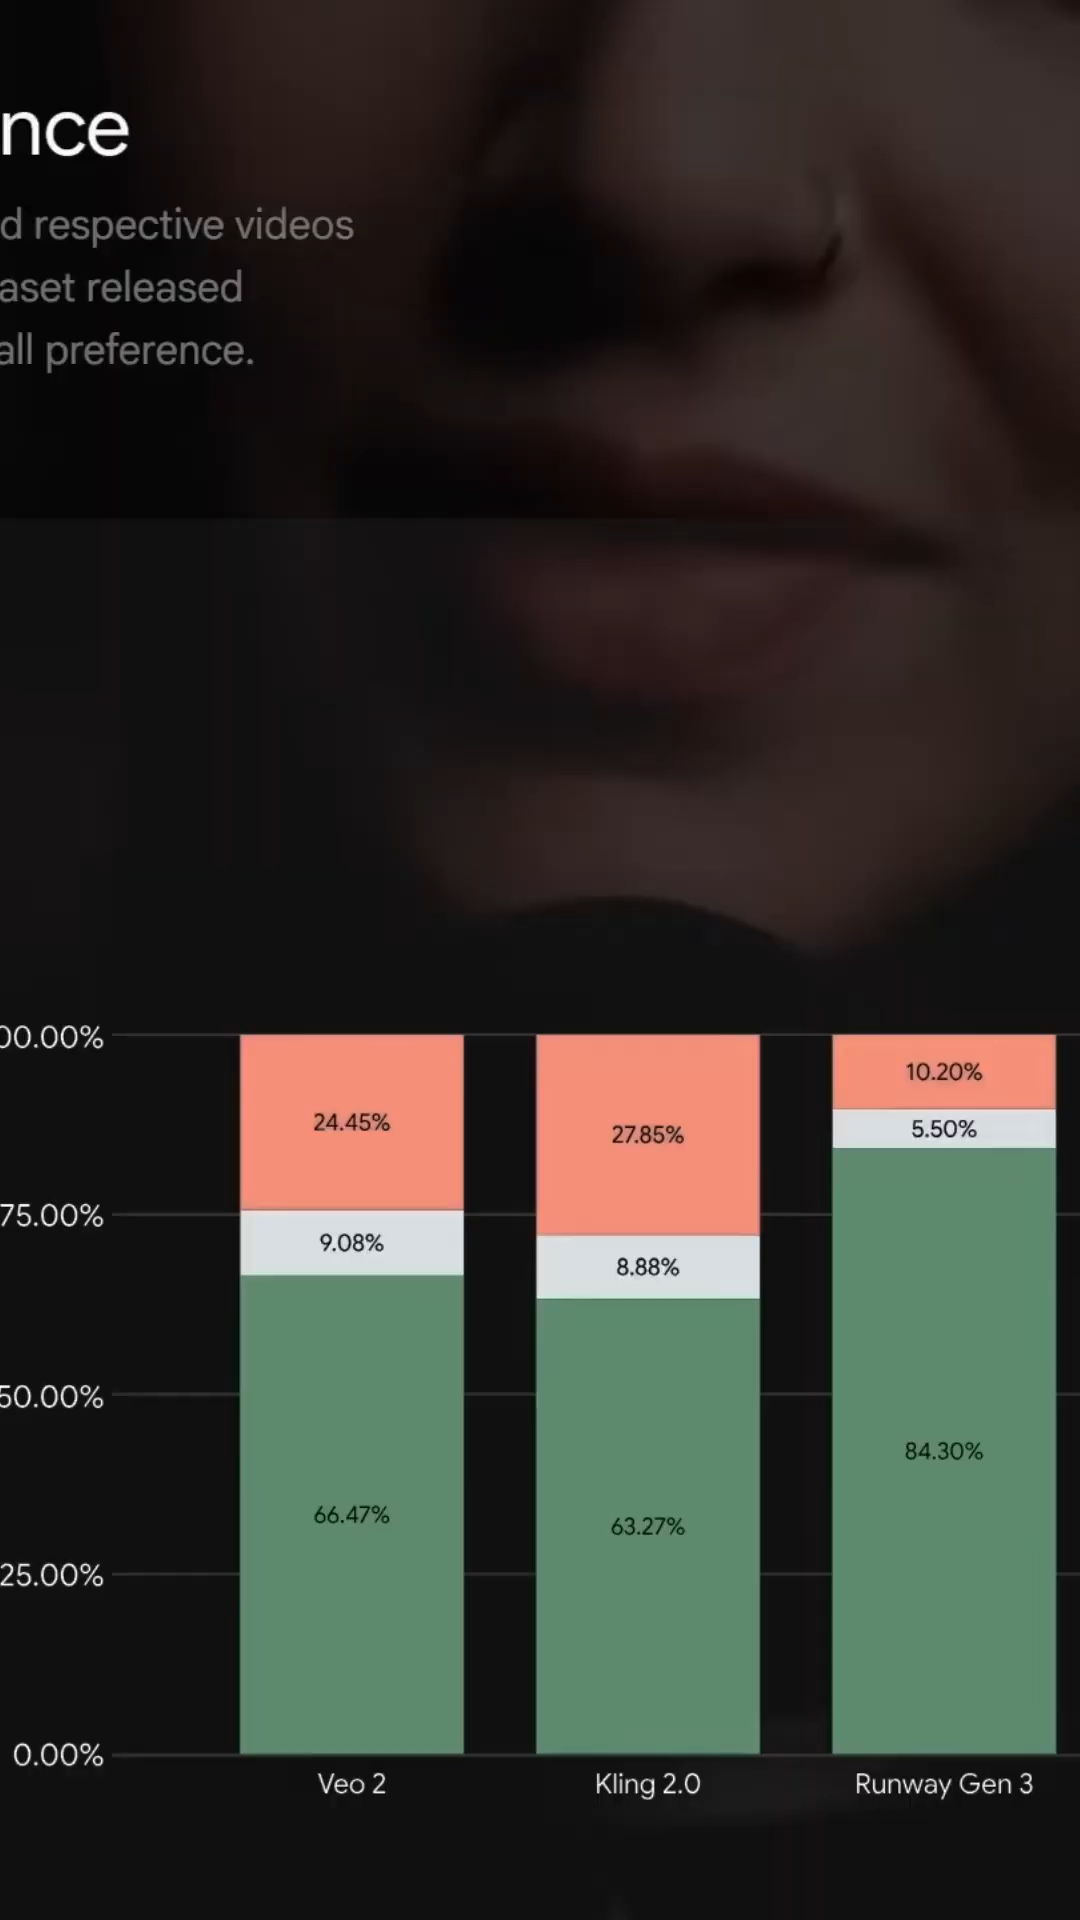 nce
d respective videos
aset released
all preference.
00.00%
75.00%
50.00%
25.00%
0.00%
24.45%
9.08%
66.47%
27.85%
8.88%
63.27%
10.20%
5.50%
84.30%
Veo 2
Kling 2.0
Runway Gen 3